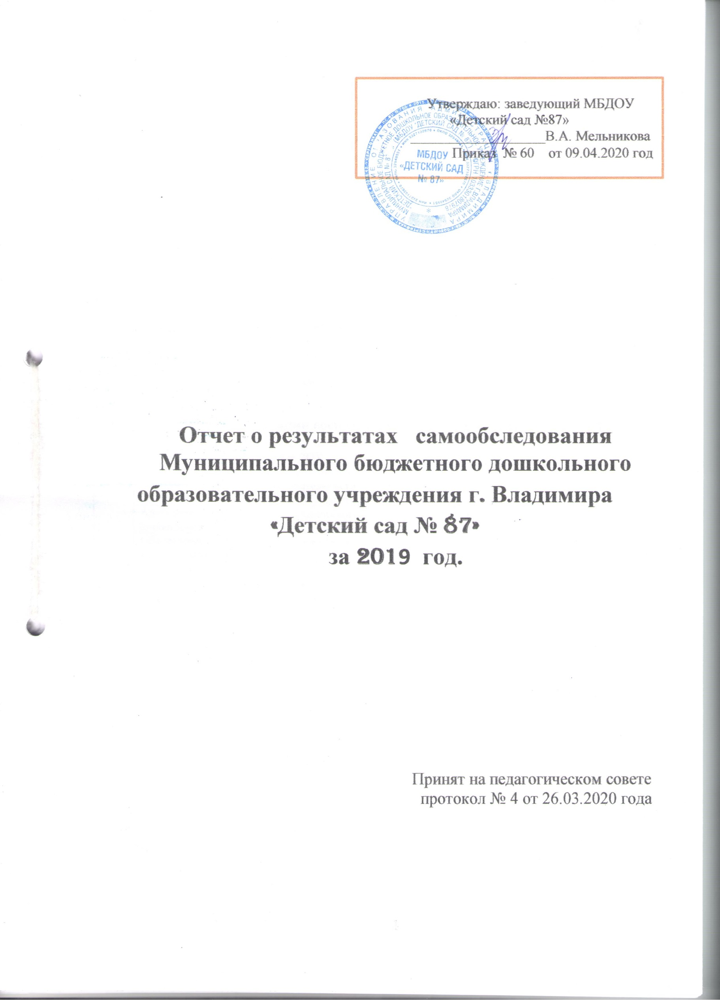 Утверждаю: заведующий МБДОУ
«Детский сад №87»
__________________В.А. Мельникова
Приказ № 60 от 09.04.2020 год
МБДОУ
«ДЕТСКИЙ САД
№ 87»
Отчет о результатах самообследования
Муниципального бюджетного дошкольного
образовательного учреждения г. Владимира
«Детский сад № 87»
за 2019 год.
Принят на педагогическом совете
протокол № 4 от 26.03.2020 года